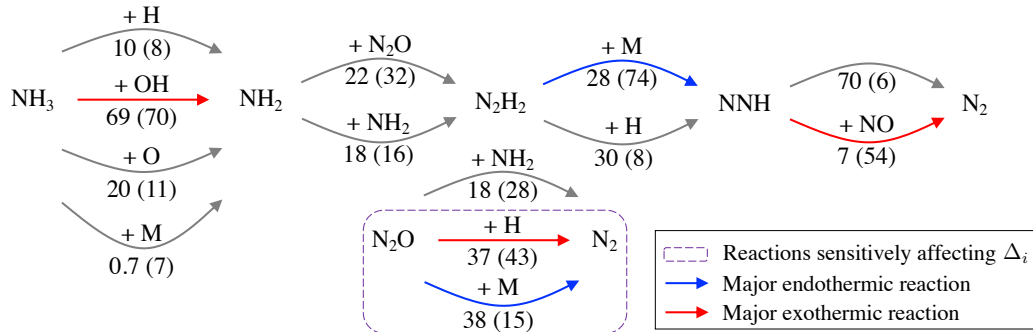 + H
10 (8)
NH₃
+ OH
69 (70)
NH₂
+ O
20 (11)
+ M
0.7 (7)
+ N₂O
22 (32)
+ NH₂
18 (16)
N₂H₂
+ M
28 (74)
+ H
30 (8)
NNH
70 (6)
+ NO
7 (54)
N₂
+ NH₂
18 (28)
N₂O
+ H
37 (43)
N₂
+ M
38 (15)
Reactions sensitively affecting Δᵢ
Major endothermic reaction
Major exothermic reaction